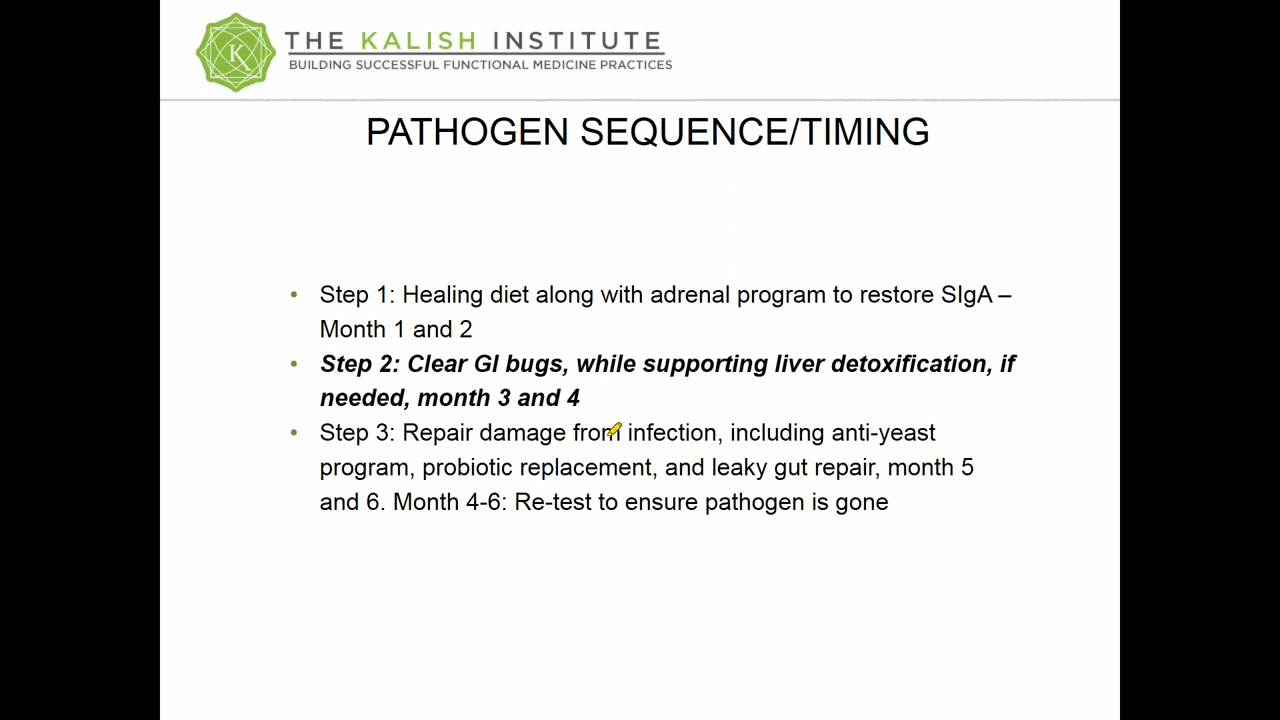 THE KALISH INSTITUTE
BUILDING SUCCESSFUL FUNCTIONAL MEDICINE PRACTICES
K
PATHOGEN SEQUENCE/TIMING
• Step 1: Healing diet along with adrenal program to restore SIgA –
Month 1 and 2
• Step 2: Clear GI bugs, while supporting liver detoxification, if
needed, month 3 and 4
• Step 3: Repair damage from infection, including anti-yeast
program, probiotic replacement, and leaky gut repair, month 5
and 6. Month 4-6: Re-test to ensure pathogen is gone